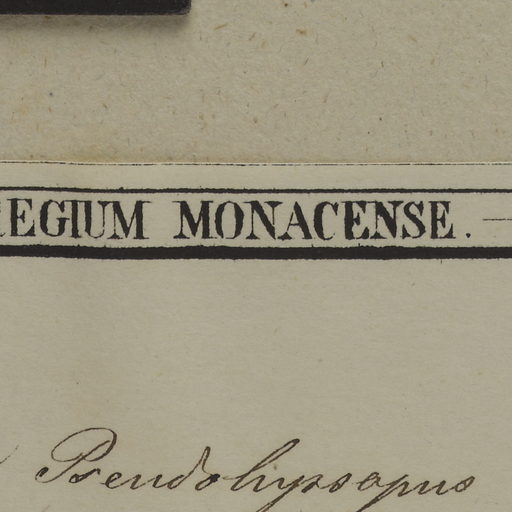 REGIUM MONACENSE. —
Pseudohyssopus